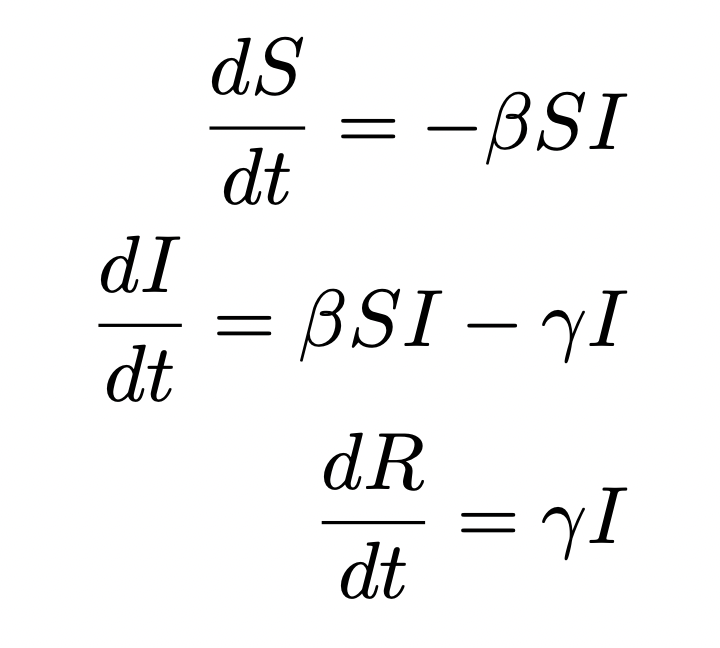 dS/dt = −βSI
dI/dt = βSI − γI
dR/dt = γI